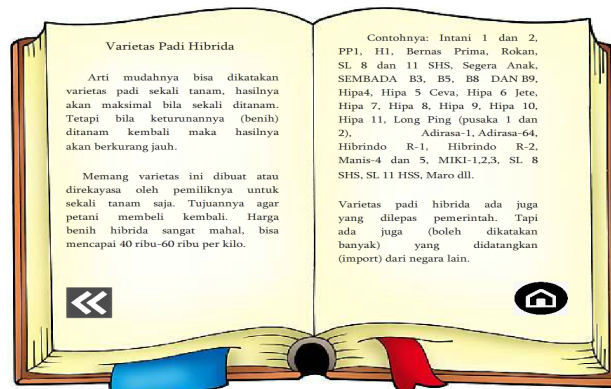 Varietas Padi Hibrida
Arti mudahnya bisa dikatakan
varietas padi sekali tanam, hasilnya
akan maksimal bila sekali ditanam.
Tetapi bila keturunannya (benih)
ditanam kembali maka hasilnya
akan berkurang jauh.
Memang varietas ini dibuat atau
direkayasa oleh pemiliknya untuk
sekali tanam saja. Tujuannya agar
petani membeli kembali. Harga
benih hibrida sangat mahal, bisa
mencapai 40 ribu-60 ribu per kilo.
Contohnya: Intani 1 dan 2,
PP1, H1, Bernas Prima, Rokan,
SL 8 dan 11 SHS, Segera Anak,
SEMBADA B3, B5, B8 DAN B9,
Hipa4, Hipa 5 Ceva, Hipa 6 Jete,
Hipa 7, Hipa 8, Hipa 9, Hipa 10,
Hipa 11, Long Ping (pusaka 1 dan
2), Adirasa-1, Adirasa-64,
Hibrindo R-1, Hibrindo R-2,
Manis-4 dan 5, MIKI-1,2,3, SL 8
SHS, SL 11 HSS, Maro dll.
Varietas padi hibrida ada juga
yang dilepas pemerintah. Tapi
ada juga (boleh dikatakan
banyak) yang didatangkan
(import) dari negara lain.